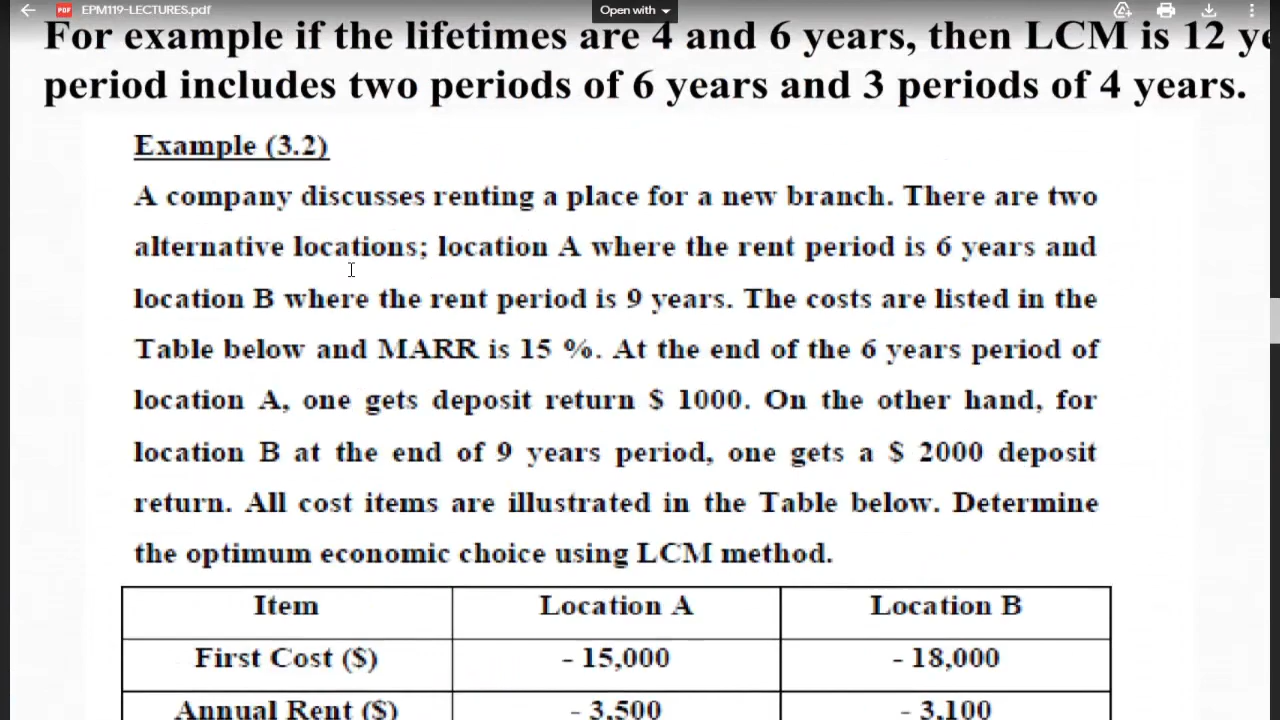 EPM119-LECTURES.pdf
Open with
For example if the lifetimes are 4 and 6 years, then LCM is 12
period includes two periods of 6 years and 3 periods of 4 years.
Example (3.2)
A company discusses renting a place for a new branch. There are two
alternative locations; location A where the rent period is 6 years and
location B where the rent period is 9 years. The costs are listed in the
Table below and MARR is 15 %. At the end of the 6 years period of
location A, one gets deposit return $ 1000. On the other hand, for
location B at the end of 9 years period, one gets a $ 2000 deposit
return. All cost items are illustrated in the Table below. Determine
the optimum economic choice using LCM method.
Item Location A Location B
First Cost ($) - 15,000 - 18,000
Annual Rent ($) - 3,500 - 3,100